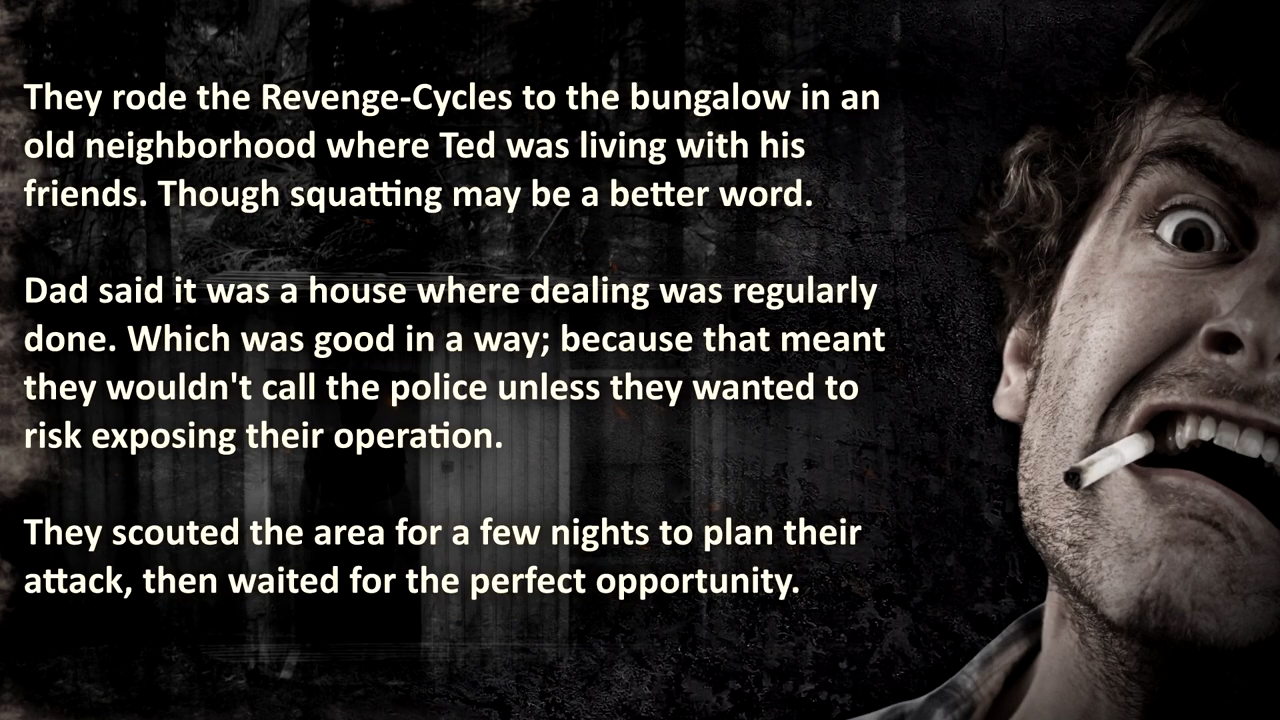 They rode the Revenge-Cycles to the bungalow in an
old neighborhood where Ted was living with his
friends. Though squatting may be a better word.
Dad said it was a house where dealing was regularly
done. Which was good in a way; because that meant
they wouldn't call the police unless they wanted to
risk exposing their operation.
They scouted the area for a few nights to plan their
attack, then waited for the perfect opportunity.